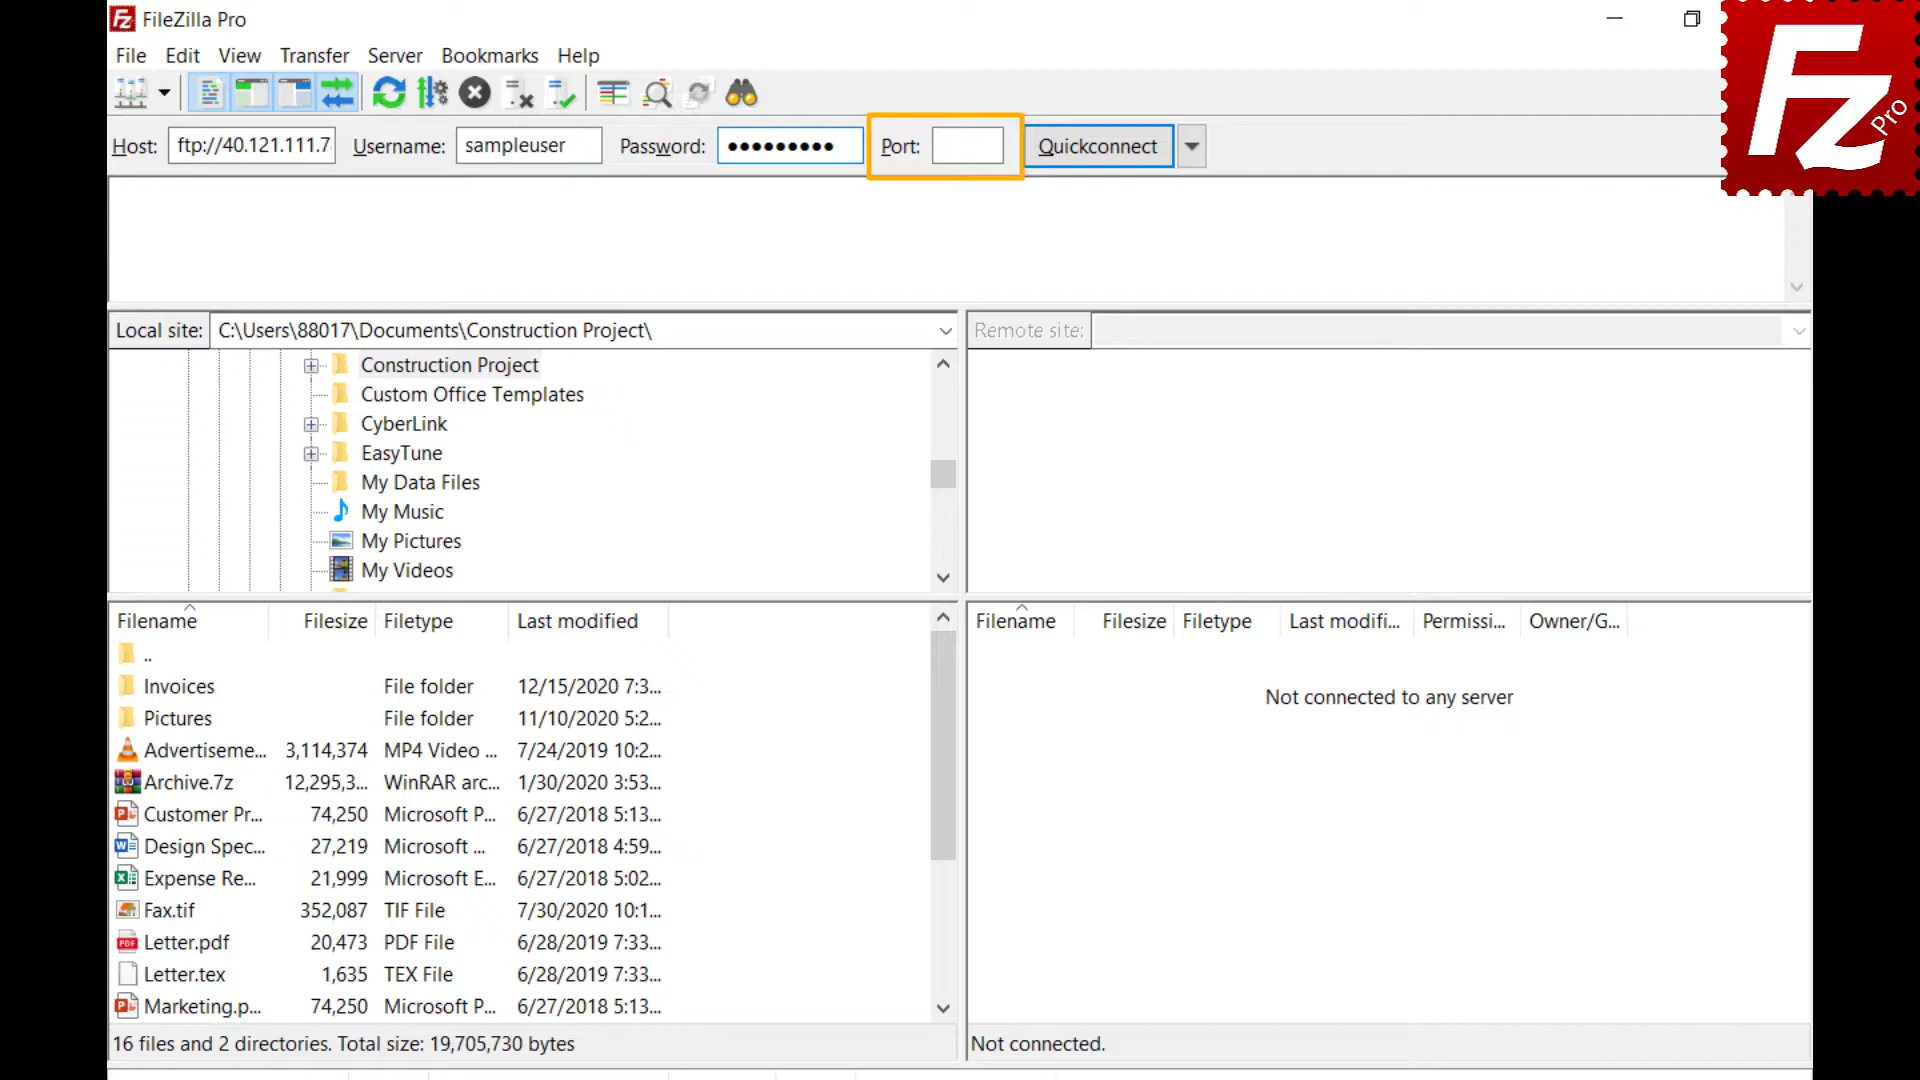 FileZilla Pro
File Edit View Transfer Server Bookmarks Help
Host: ftp://40.121.111.7 Username: sampleuser Password: ●●●●●●●●● Port: Quickconnect
Fz Pro
Local site: C:\Users\88017\Documents\Construction Project\
Remote site:
Construction Project
Custom Office Templates
CyberLink
EasyTune
My Data Files
My Music
My Pictures
My Videos
Filename Filesize Filetype Last modified
..
Invoices File folder 12/15/2020 7:3...
Pictures File folder 11/10/2020 5:2...
Advertiseme... 3,114,374 MP4 Video ... 7/24/2019 10:2...
Archive.7z 12,295,3... WinRAR arc... 1/30/2020 3:53...
Customer Pr... 74,250 Microsoft P... 6/27/2018 5:13...
Design Spec... 27,219 Microsoft ... 6/27/2018 4:59...
Expense Re... 21,999 Microsoft E... 6/27/2018 5:02...
Fax.tif 352,087 TIF File 7/30/2020 10:1...
Letter.pdf 20,473 PDF File 6/28/2019 7:33...
Letter.tex 1,635 TEX File 6/28/2019 7:33...
Marketing.p... 74,250 Microsoft P... 6/27/2018 5:13...
16 files and 2 directories. Total size: 19,705,730 bytes
Filename Filesize Filetype Last modifi... Permissi... Owner/G...
Not connected to any server
Not connected.